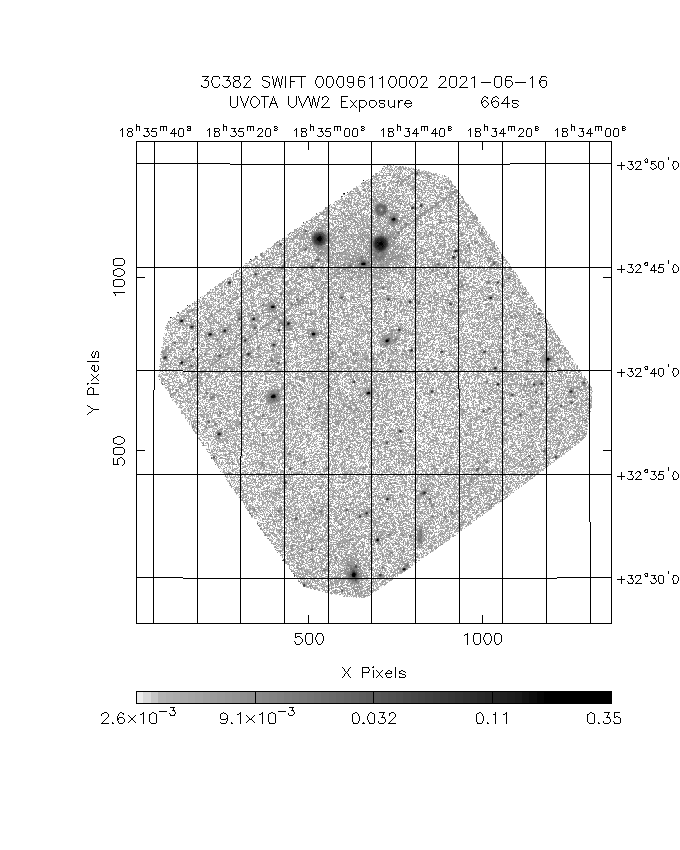 3C382 SWIFT 00096110002 2021-06-16
UVOTA UVW2 Exposure 664s
18h35m40s 18h35m20s 18h35m00s 18h34m40s 18h34m20s 18h34m00s
+32°50'0
+32°45'0
+32°40'0
+32°35'0
+32°30'0
1000
500
Y Pixels
500 1000
X Pixels
2.6×10−3 9.1×10−3 0.032 0.11 0.35